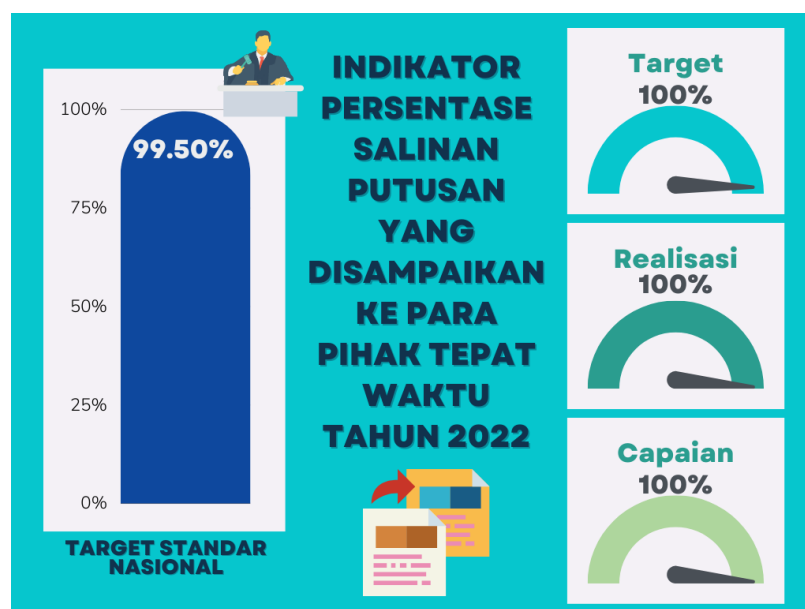 100%
99.50%
75%
50%
25%
0%
TARGET STANDAR
NASIONAL
INDIKATOR
PERSENTASE
SALINAN
PUTUSAN
YANG
DISAMPAIKAN
KE PARA
PIHAK TEPAT
WAKTU
TAHUN 2022
Target
100%
Realisasi
100%
Capaian
100%